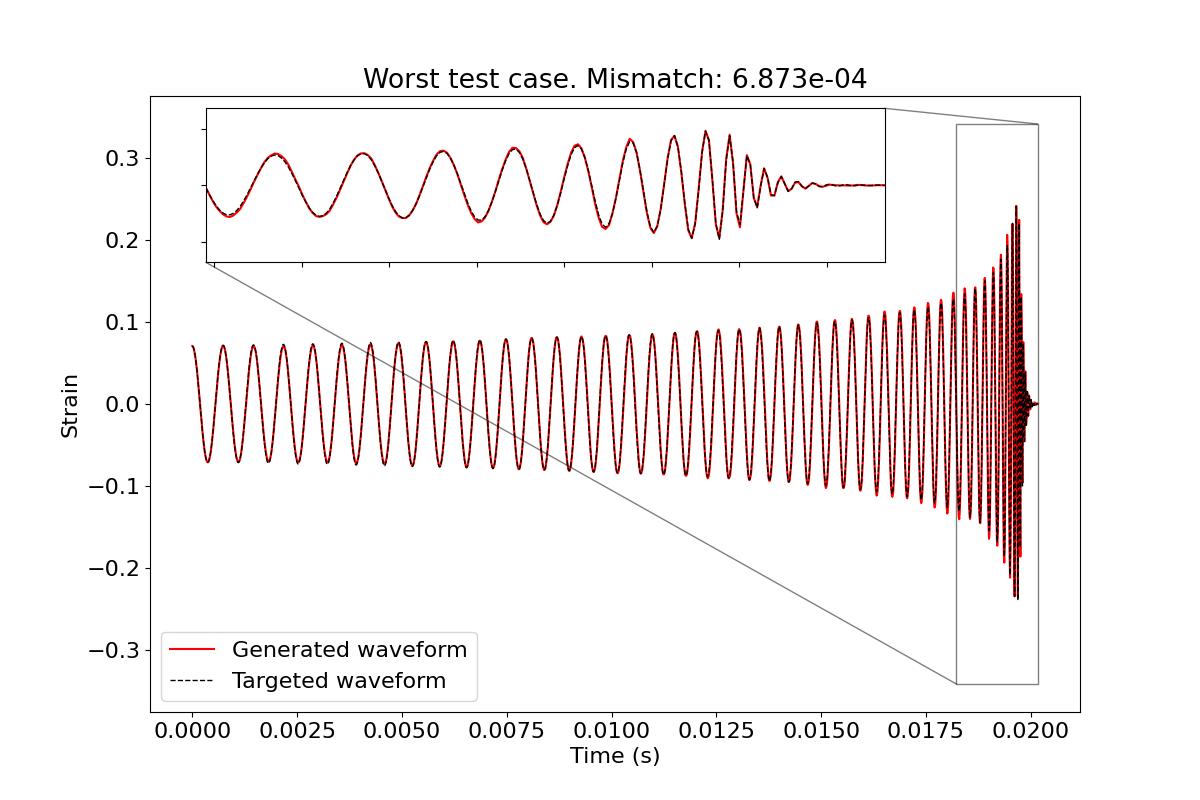 Worst test case. Mismatch: 6.873e-04
0.3
0.2
0.1
0.0
−0.1
−0.2
−0.3
Strain
Generated waveform
Targeted waveform
0.0000 0.0025 0.0050 0.0075 0.0100 0.0125 0.0150 0.0175 0.0200
Time (s)